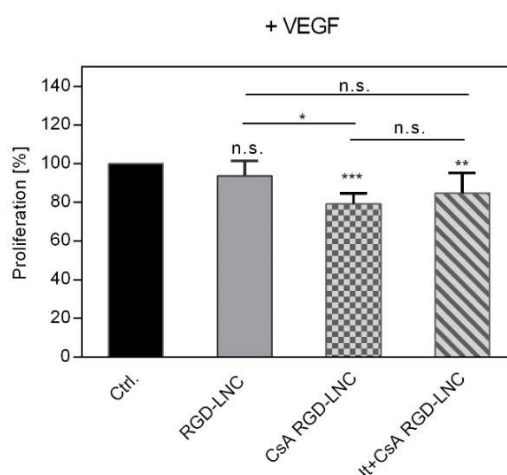 + VEGF
Proliferation [%]
140
120
100
80
60
40
20
0
n.s.
*
n.s.
n.s.
***
**
Ctrl.
RGD-LNC
CsA RGD-LNC
It+CsA RGD-LNC